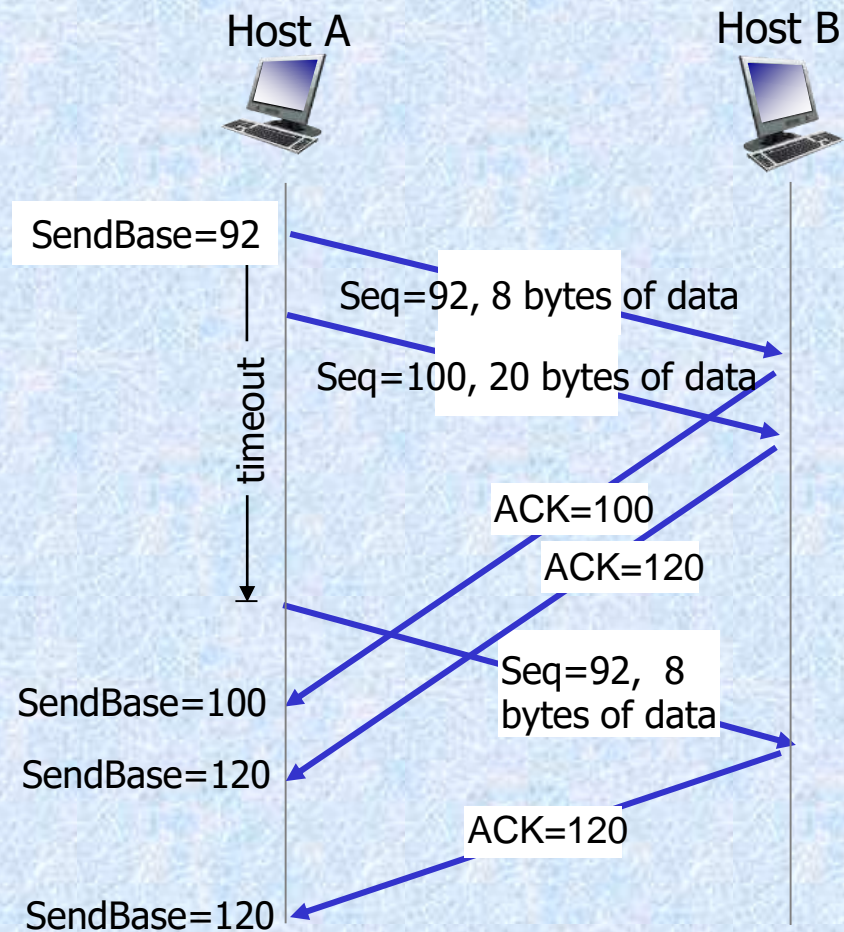 Host A
Host B
SendBase=92
Seq=92, 8 bytes of data
Seq=100, 20 bytes of data
timeout
ACK=100
ACK=120
Seq=92, 8
bytes of data
SendBase=100
SendBase=120
ACK=120
SendBase=120